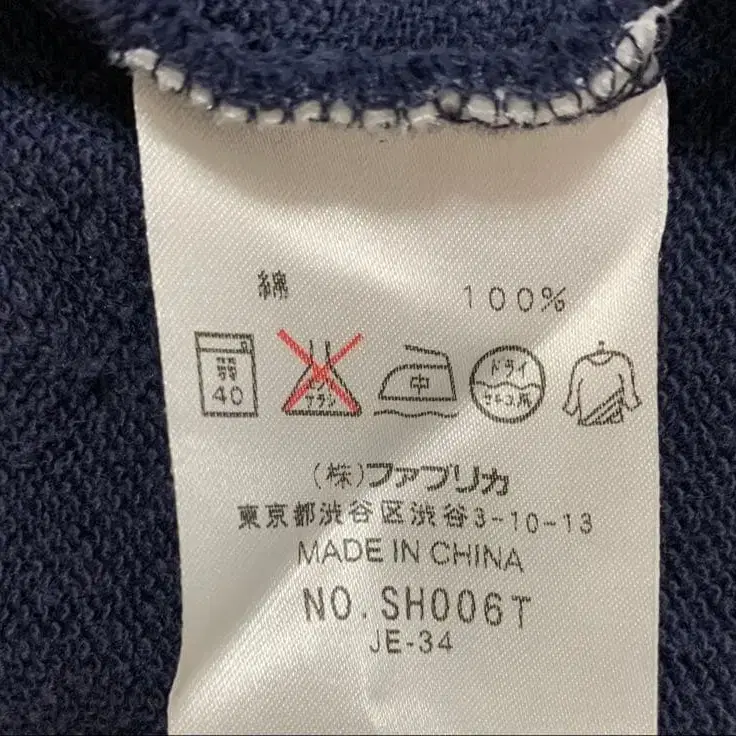 綿 100%
弱 40
エンソ サラシ
中
ドライ セキユ系
(株)ファブリカ
東京都渋谷区渋谷3-10-13
MADE IN CHINA
NO.SH006T
JE-34